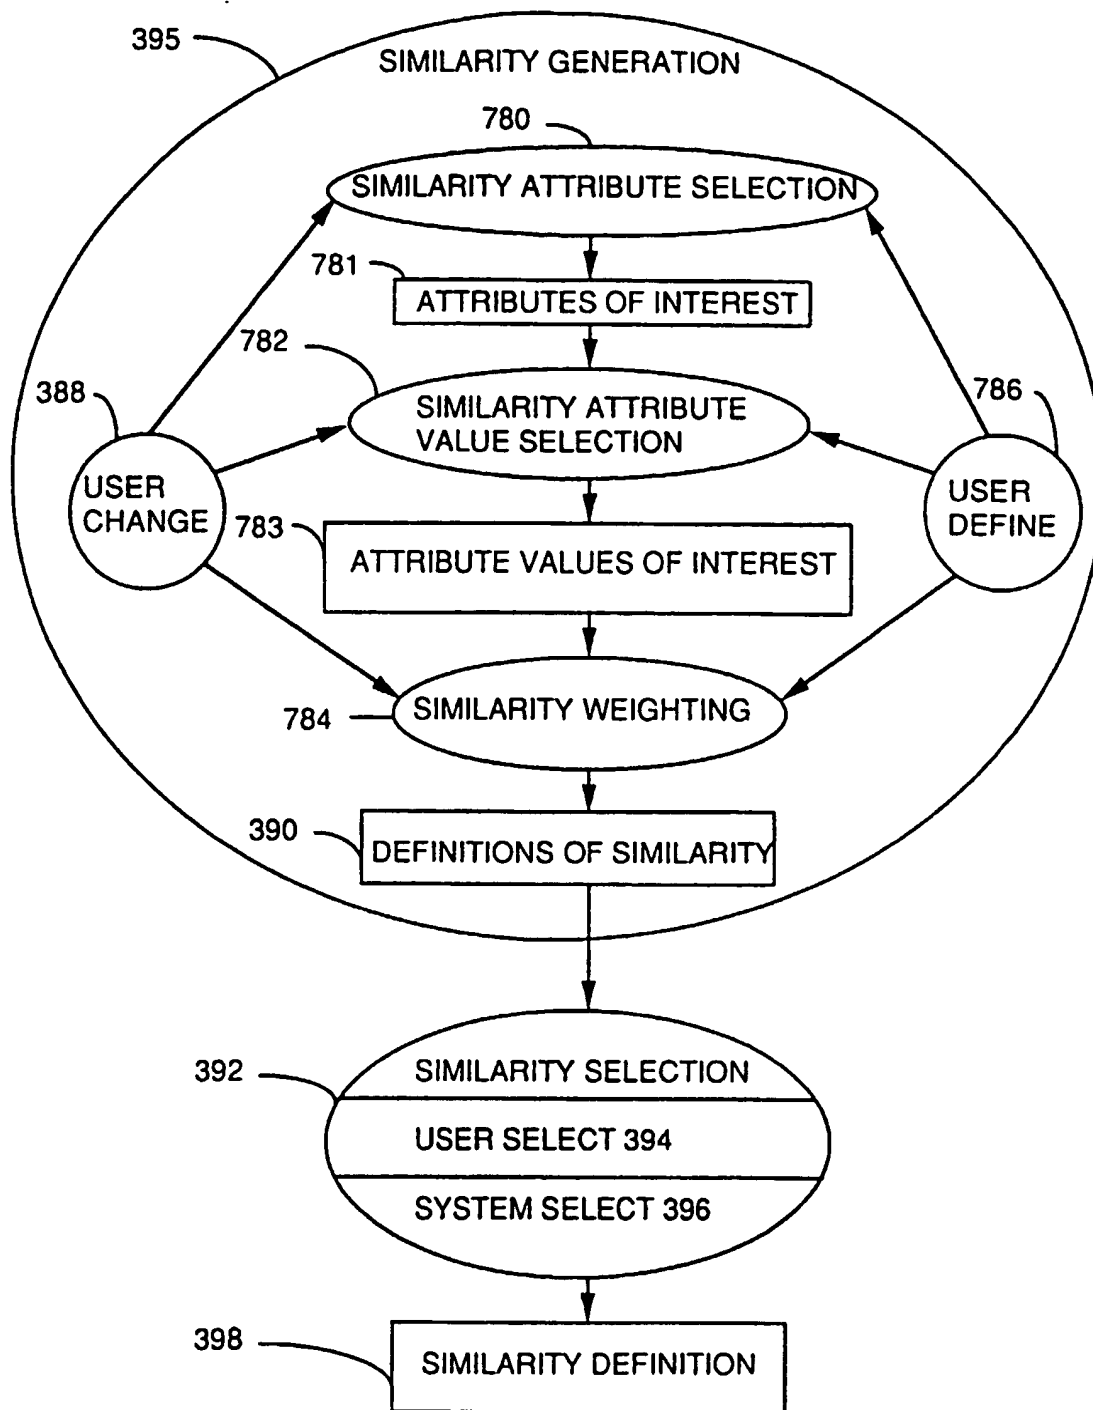 395
SIMILARITY GENERATION
780
SIMILARITY ATTRIBUTE SELECTION
781
ATTRIBUTES OF INTEREST
782
SIMILARITY ATTRIBUTE
VALUE SELECTION
388
USER
CHANGE
786
USER
DEFINE
783
ATTRIBUTE VALUES OF INTEREST
784
SIMILARITY WEIGHTING
390
DEFINITIONS OF SIMILARITY
392
SIMILARITY SELECTION
USER SELECT 394
SYSTEM SELECT 396
398
SIMILARITY DEFINITION